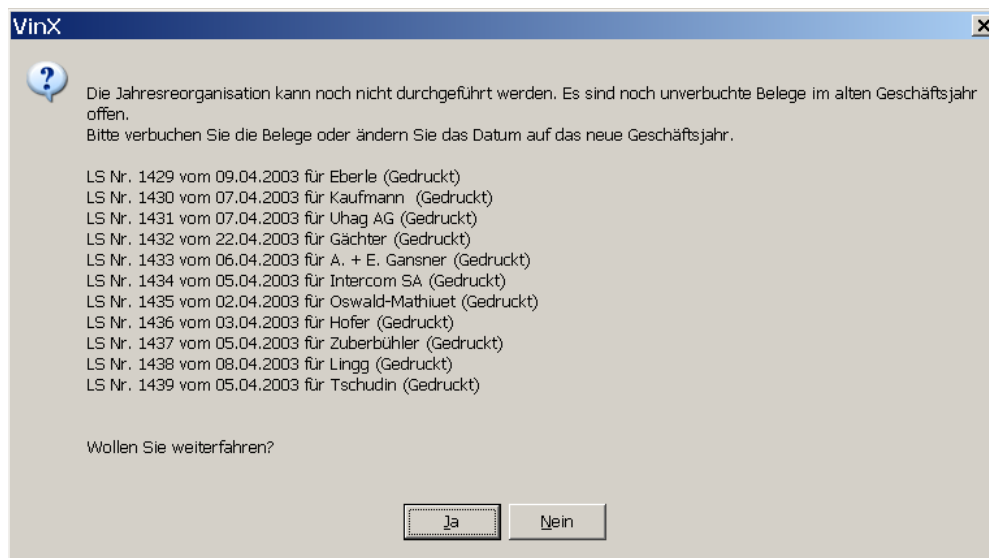 VinX
Die Jahresreorganisation kann noch nicht durchgeführt werden. Es sind noch unverbuchte Belege im alten Geschäftsjahr
offen.
Bitte verbuchen Sie die Belege oder ändern Sie das Datum auf das neue Geschäftsjahr.
LS Nr. 1429 vom 09.04.2003 für Eberle (Gedruckt)
LS Nr. 1430 vom 07.04.2003 für Kaufmann (Gedruckt)
LS Nr. 1431 vom 07.04.2003 für Uhag AG (Gedruckt)
LS Nr. 1432 vom 22.04.2003 für Gächter (Gedruckt)
LS Nr. 1433 vom 06.04.2003 für A. + E. Gansner (Gedruckt)
LS Nr. 1434 vom 05.04.2003 für Intercom SA (Gedruckt)
LS Nr. 1435 vom 02.04.2003 für Oswald-Mathiuet (Gedruckt)
LS Nr. 1436 vom 03.04.2003 für Hofer (Gedruckt)
LS Nr. 1437 vom 05.04.2003 für Zuberbühler (Gedruckt)
LS Nr. 1438 vom 08.04.2003 für Lingg (Gedruckt)
LS Nr. 1439 vom 05.04.2003 für Tschudin (Gedruckt)
Wollen Sie weiterfahren?
Ja Nein